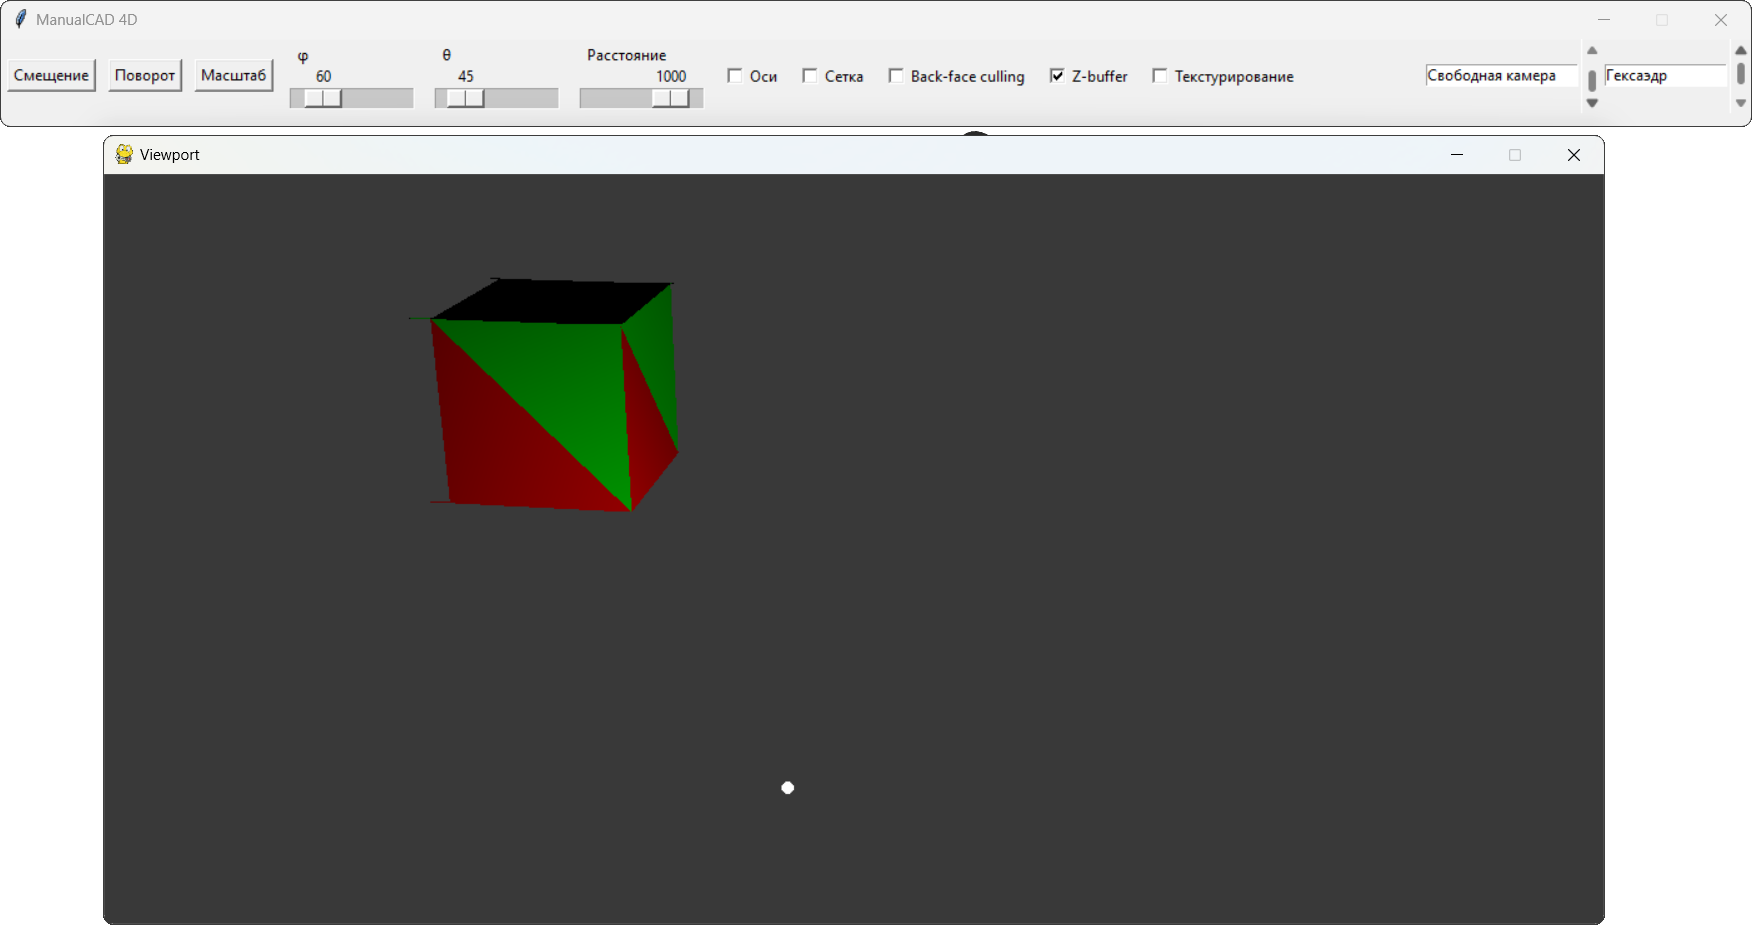 ManualCAD 4D
Смещение
Поворот
Масштаб
φ
60
θ
45
Расстояние
1000
Оси
Сетка
Back-face culling
Z-buffer
Текстурирование
Свободная камера
Гексаэдр
Viewport